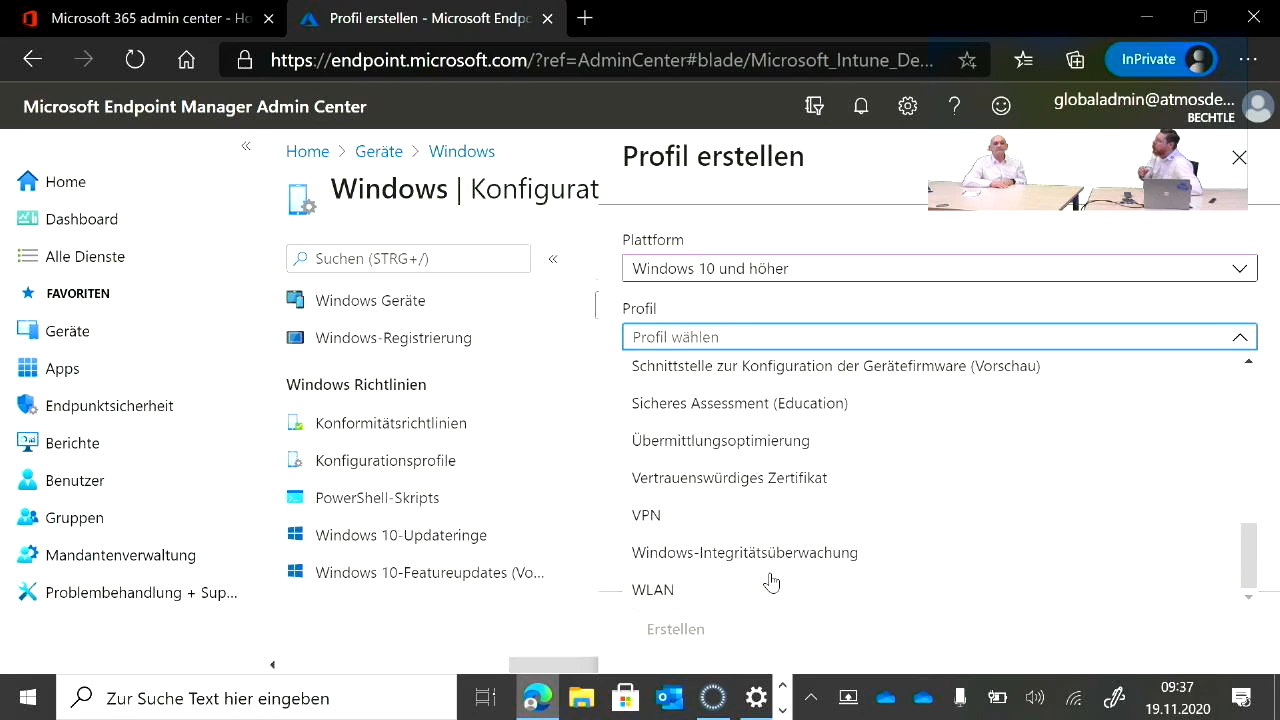 Microsoft 365 admin center - Ho
Profil erstellen - Microsoft Endpo
https://endpoint.microsoft.com/?ref=AdminCenter#blade/Microsoft_Intune_De...
InPrivate
Microsoft Endpoint Manager Admin Center
globaladmin@atmosde...
BECHTLE
Home
Dashboard
Alle Dienste
FAVORITEN
Geräte
Apps
Endpunktsicherheit
Berichte
Benutzer
Gruppen
Mandantenverwaltung
Problembehandlung + Sup...
Home > Geräte > Windows
Windows | Konfigurat
Suchen (STRG+/)
Windows Geräte
Windows-Registrierung
Windows Richtlinien
Konformitätsrichtlinien
Konfigurationsprofile
PowerShell-Skripts
Windows 10-Updateringe
Windows 10-Featureupdates (Vo...
Profil erstellen
Plattform
Windows 10 und höher
Profil
Profil wählen
Schnittstelle zur Konfiguration der Gerätefirmware (Vorschau)
Sicheres Assessment (Education)
Übermittlungsoptimierung
Vertrauenswürdiges Zertifikat
VPN
Windows-Integritätsüberwachung
WLAN
Erstellen
Zur Suche Text hier eingeben
09:37
19.11.2020